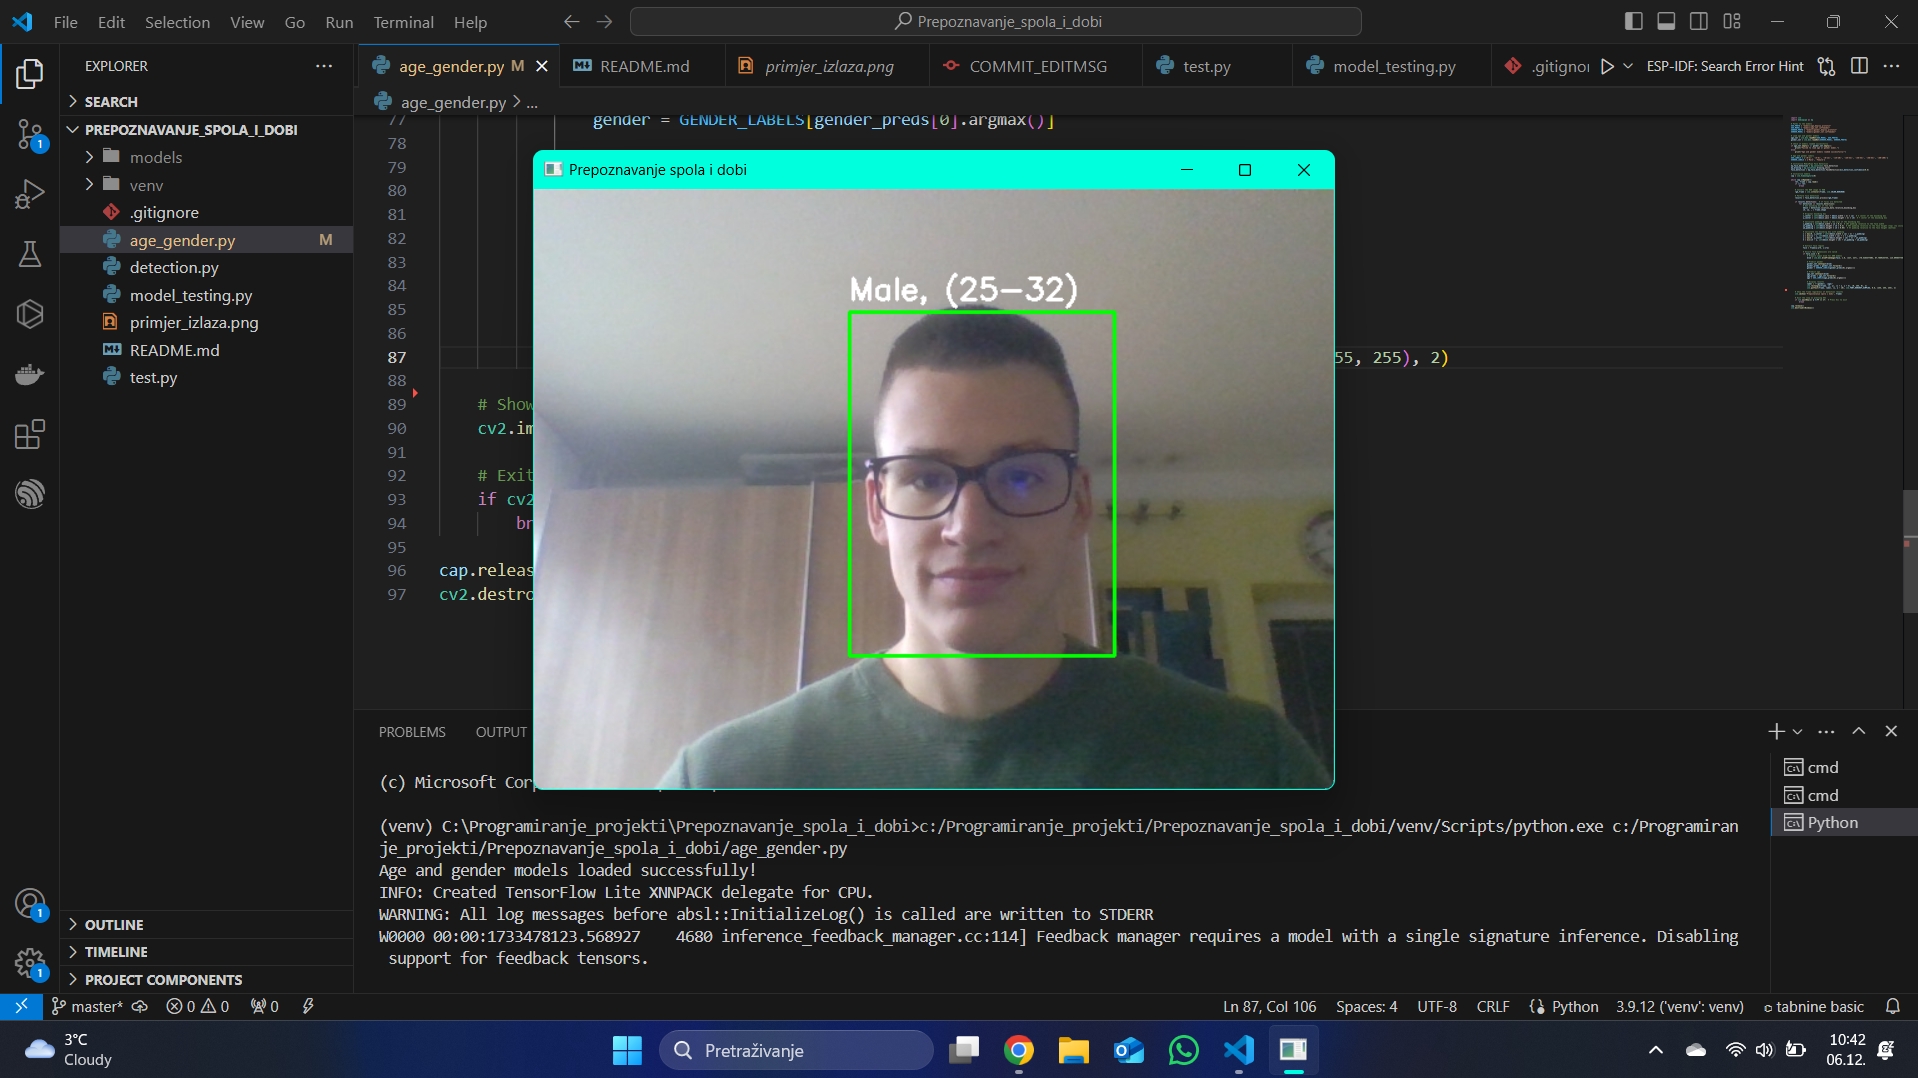 File Edit Selection View Go Run Terminal Help
Prepoznavanje_spola_i_dobi
EXPLORER
SEARCH
PREPOZNAVANJE_SPOLA_I_DOBI
models
venv
.gitignore
age_gender.py M
detection.py
model_testing.py
primjer_izlaza.png
README.md
test.py
OUTLINE
TIMELINE
PROJECT COMPONENTS
age_gender.py M
README.md
primjer_izlaza.png
COMMIT_EDITMSG
test.py
model_testing.py
.gitigno
ESP-IDF: Search Error Hint
age_gender.py > ...
77 gender = GENDER_LABELS[gender_preds[0].argmax()]
78
79
80
81
82
83
84
85
86
87 55, 255), 2)
88
89 # Show
90 cv2.im
91
92 # Exit
93 if cv2
94 br
95
96 cap.releas
97 cv2.destro
Prepoznavanje spola i dobi
Male, (25-32)
PROBLEMS OUTPUT
(c) Microsoft Corp
(venv) C:\Programiranje_projekti\Prepoznavanje_spola_i_dobi>c:/Programiranje_projekti/Prepoznavanje_spola_i_dobi/venv/Scripts/python.exe c:/Programiran
je_projekti/Prepoznavanje_spola_i_dobi/age_gender.py
Age and gender models loaded successfully!
INFO: Created TensorFlow Lite XNNPACK delegate for CPU.
WARNING: All log messages before absl::InitializeLog() is called are written to STDERR
W0000 00:00:1733478123.568927 4680 inference_feedback_manager.cc:114] Feedback manager requires a model with a single signature inference. Disabling
support for feedback tensors.
cmd
cmd
Python
1
1
1
master* 0 0 0
Ln 87, Col 106 Spaces: 4 UTF-8 CRLF Python 3.9.12 ('venv': venv) tabnine basic
3°C
Cloudy
Pretraživanje
10:42
06.12.